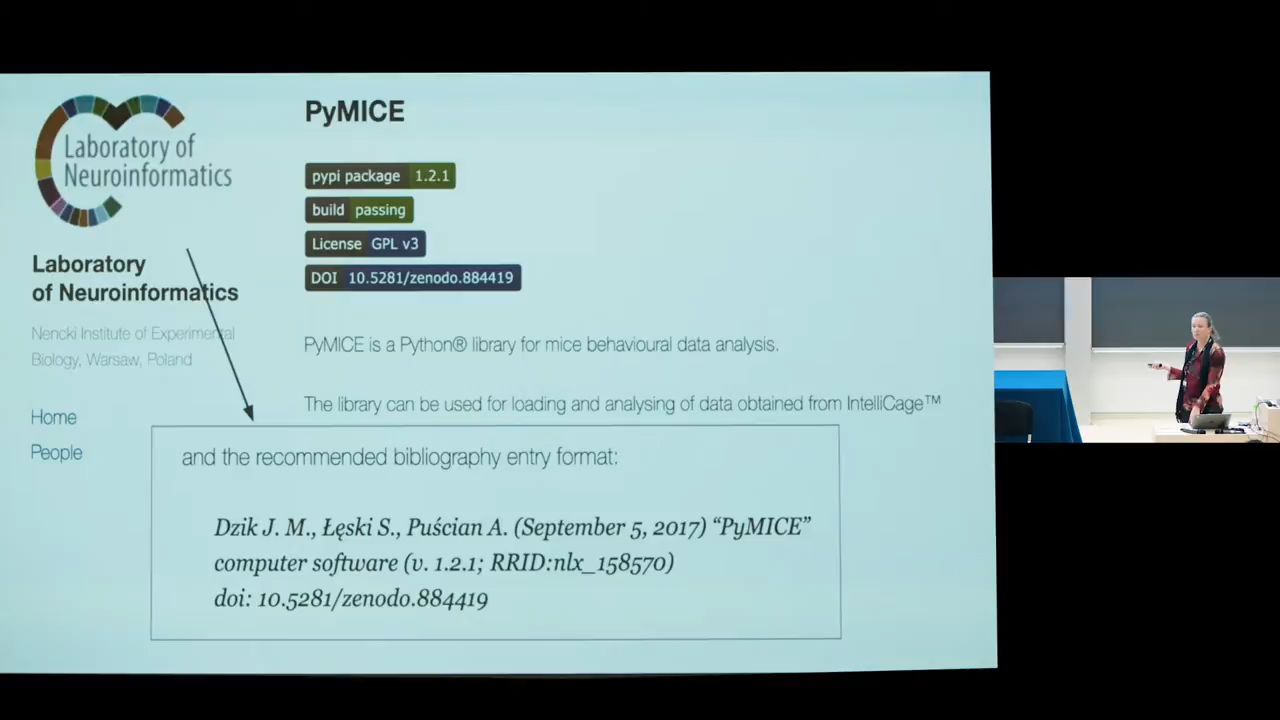 Laboratory of
Neuroinformatics
Laboratory
of Neuroinformatics
Nencki Institute of Experimental
Biology, Warsaw, Poland
Home
People
PyMICE
pypi package 1.2.1
build passing
License GPL v3
DOI 10.5281/zenodo.884419
PyMICE is a Python® library for mice behavioural data analysis.
The library can be used for loading and analysing of data obtained from IntelliCage™
and the recommended bibliography entry format:
Dzik J. M., Łęski S., Puścian A. (September 5, 2017) “PyMICE”
computer software (v. 1.2.1; RRID:nlx_158570)
doi: 10.5281/zenodo.884419